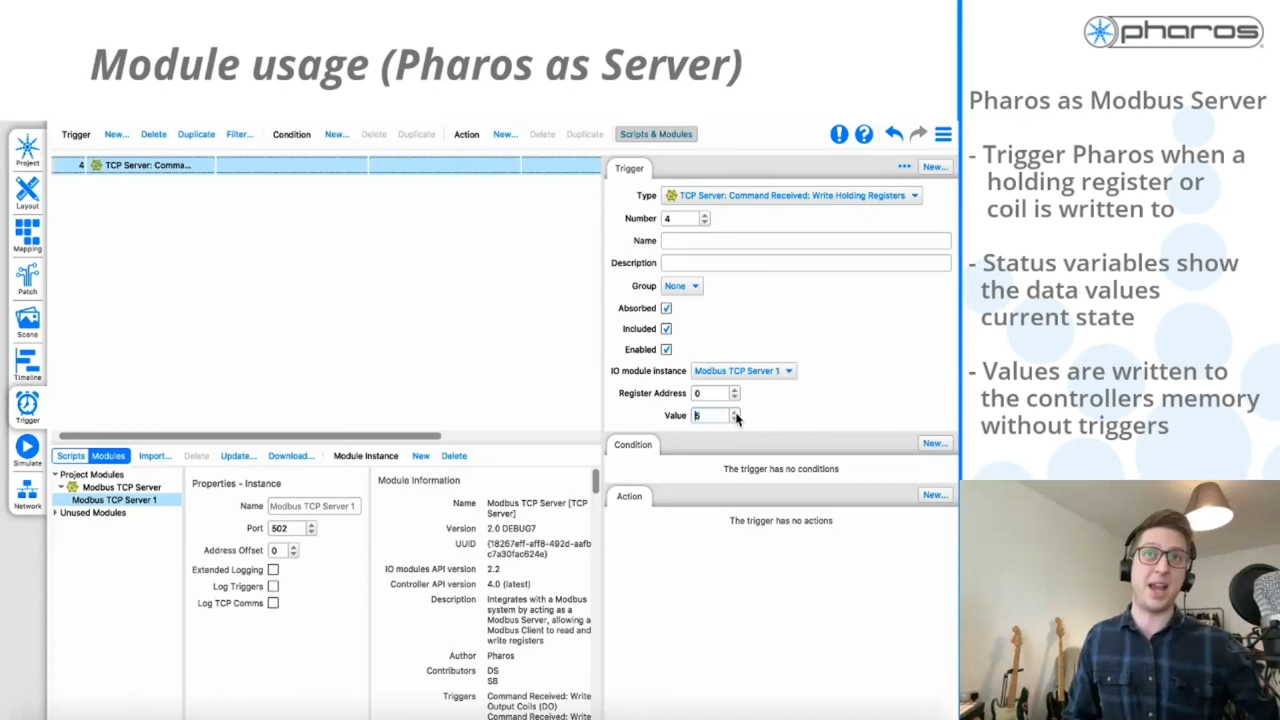 Module usage (Pharos as Server)
pharos
Pharos as Modbus Server
- Trigger Pharos when a
holding register or
coil is written to
- Status variables show
the data values
current state
- Values are written to
the controllers memory
without triggers
Project
Layout
Mapping
Patch
Scene
Timeline
Trigger
Simulate
Network
Trigger New... Delete Duplicate Filter... Condition New... Delete Duplicate Action New... Delete Duplicate Scripts & Modules
4 TCP Server: Comma...
Trigger ... New...
Type TCP Server: Command Received: Write Holding Registers
Number 4
Name
Description
Group None
Absorbed
Included
Enabled
IO module instance Modbus TCP Server 1
Register Address 0
Value
Condition New...
The trigger has no conditions
Action New...
The trigger has no actions
Scripts Modules Import... Delete Update... Download... Module Instance New Delete
Project Modules
Modbus TCP Server
Modbus TCP Server 1
Unused Modules
Properties - Instance
Name Modbus TCP Server 1
Port 502
Address Offset 0
Extended Logging
Log Triggers
Log TCP Comms
Module Information
Name Modbus TCP Server [TCP
Server]
Version 2.0 DEBUG7
UUID {18267eff-aff8-492d-aafb
c7a30fac624e}
IO modules API version 2.2
Controller API version 4.0 (latest)
Description Integrates with a Modbus
system by acting as a
Modbus Server, allowing a
Modbus Client to read and
write registers
Author Pharos
Contributors DS
SB
Triggers Command Received: Write
Output Coils (DO)
Command Received: Write